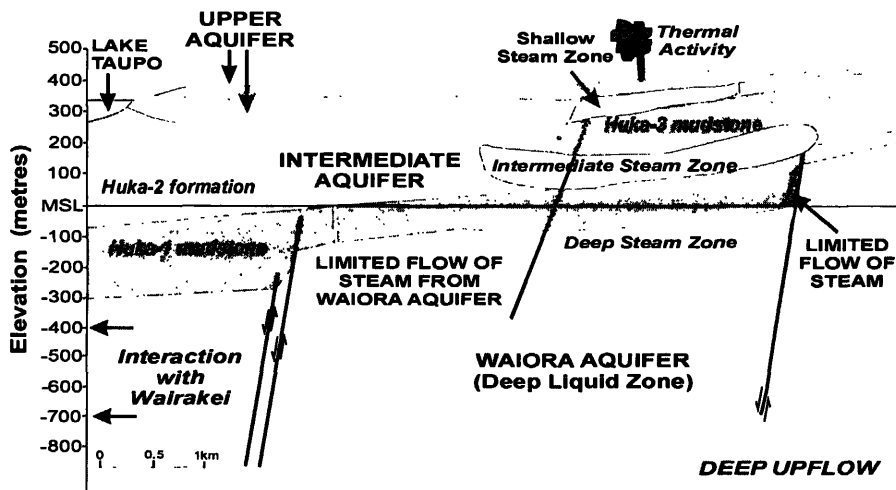 UPPER
AQUIFER
LAKE
TAUPO
Shallow
Steam Zone
Thermal
Activity
Huka-3 mudstone
INTERMEDIATE
AQUIFER
Intermediate Steam Zone
Huka-2 formation
Huka-1 mudstone
Deep Steam Zone
LIMITED FLOW OF
STEAM FROM
WAIORA AQUIFER
LIMITED
FLOW OF
STEAM
Interaction
with
Wairakei
WAIORA AQUIFER
(Deep Liquid Zone)
DEEP UPFLOW
Elevation (metres)
500
400
300
200
100
MSL
-100
-200
-300
-400
-500
-600
-700
-800
0 0.5 1km